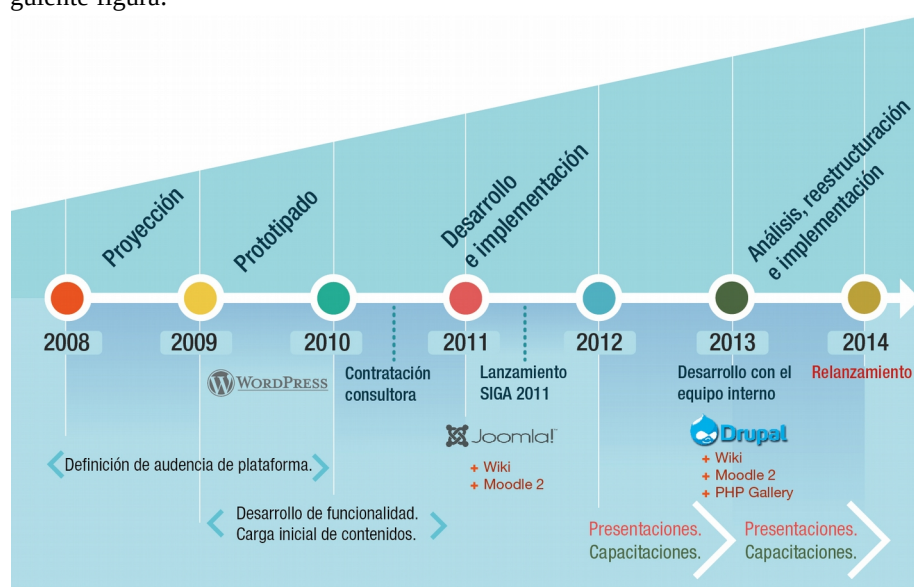 guiente figura:
Proyección
Prototipado
Desarrollo
e implementación
Análisis, reestructuración
e implementación
2008
2009
2010
2011
2012
2013
2014
WORDPRESS
Contratación
consultora
Lanzamiento
SIGA 2011
Desarrollo con el
equipo interno
Relanzamiento
Joomla!
+ Wiki
+ Moodle 2
Drupal
+ Wiki
+ Moodle 2
+ PHP Gallery
Definición de audencia de plataforma.
Desarrollo de funcionalidad.
Carga inicial de contenidos.
Presentaciones.
Capacitaciones.
Presentaciones.
Capacitaciones.